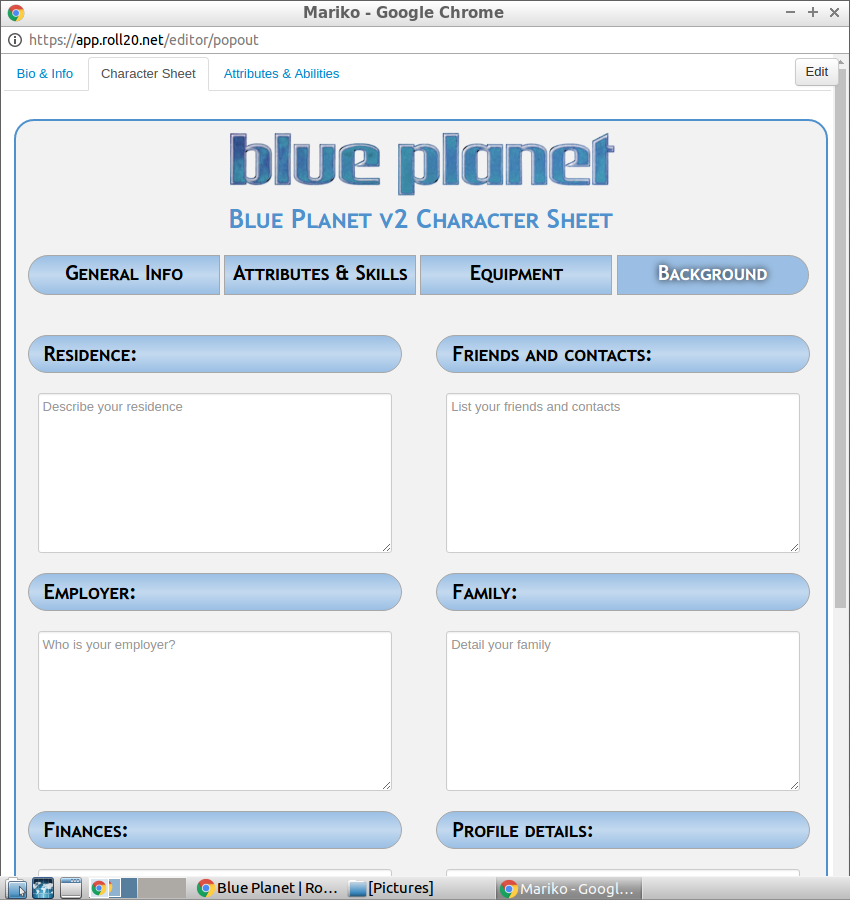 Mariko - Google Chrome
https://app.roll20.net/editor/popout
Bio & Info Character Sheet Attributes & Abilities Edit
blue planet
Blue Planet v2 Character Sheet
General Info Attributes & Skills Equipment Background
Residence: Friends and contacts:
Describe your residence List your friends and contacts
Employer: Family:
Who is your employer? Detail your family
Finances: Profile details:
Blue Planet | Ro... [Pictures] Mariko - Googl...